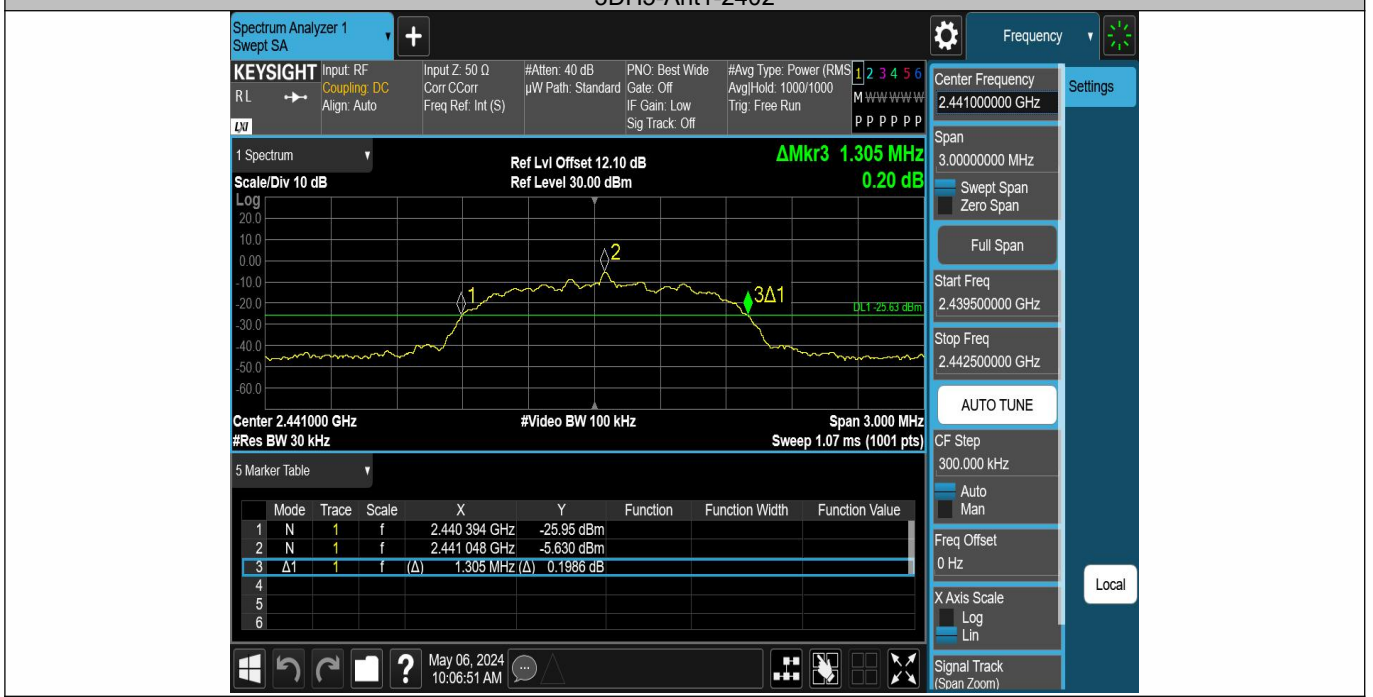 3DH5-Ant1-2402
Spectrum Analyzer 1
Swept SA
Frequency
KEYSIGHT
RL
LXI
Input: RF
Coupling: DC
Align: Auto
Input Z: 50 Ω
Corr CCorr
Freq Ref: Int (S)
#Atten: 40 dB
µW Path: Standard
PNO: Best Wide
Gate: Off
IF Gain: Low
Sig Track: Off
#Avg Type: Power (RMS
Avg|Hold: 1000/1000
Trig: Free Run
1 2 3 4 5 6
M W W W W W
P P P P P P
1 Spectrum
Scale/Div 10 dB
Ref Lvl Offset 12.10 dB
Ref Level 30.00 dBm
ΔMkr3 1.305 MHz
0.20 dB
Log
20.0
10.0
0.00
-10.0
-20.0
-30.0
-40.0
-50.0
-60.0
1
2
3Δ1
DL1 -25.63 dBm
Center 2.441000 GHz
#Video BW 100 kHz
Span 3.000 MHz
#Res BW 30 kHz
Sweep 1.07 ms (1001 pts)
5 Marker Table
Mode Trace Scale X Y Function Function Width Function Value
1 N 1 f 2.440 394 GHz -25.95 dBm
2 N 1 f 2.441 048 GHz -5.630 dBm
3 Δ1 1 f (Δ) 1.305 MHz (Δ) 0.1986 dB
4
5
6
May 06, 2024
10:06:51 AM
Center Frequency
2.441000000 GHz
Settings
Span
3.00000000 MHz
Swept Span
Zero Span
Full Span
Start Freq
2.439500000 GHz
Stop Freq
2.442500000 GHz
AUTO TUNE
CF Step
300.000 kHz
Auto
Man
Freq Offset
0 Hz
Local
X Axis Scale
Log
Lin
Signal Track
(Span Zoom)